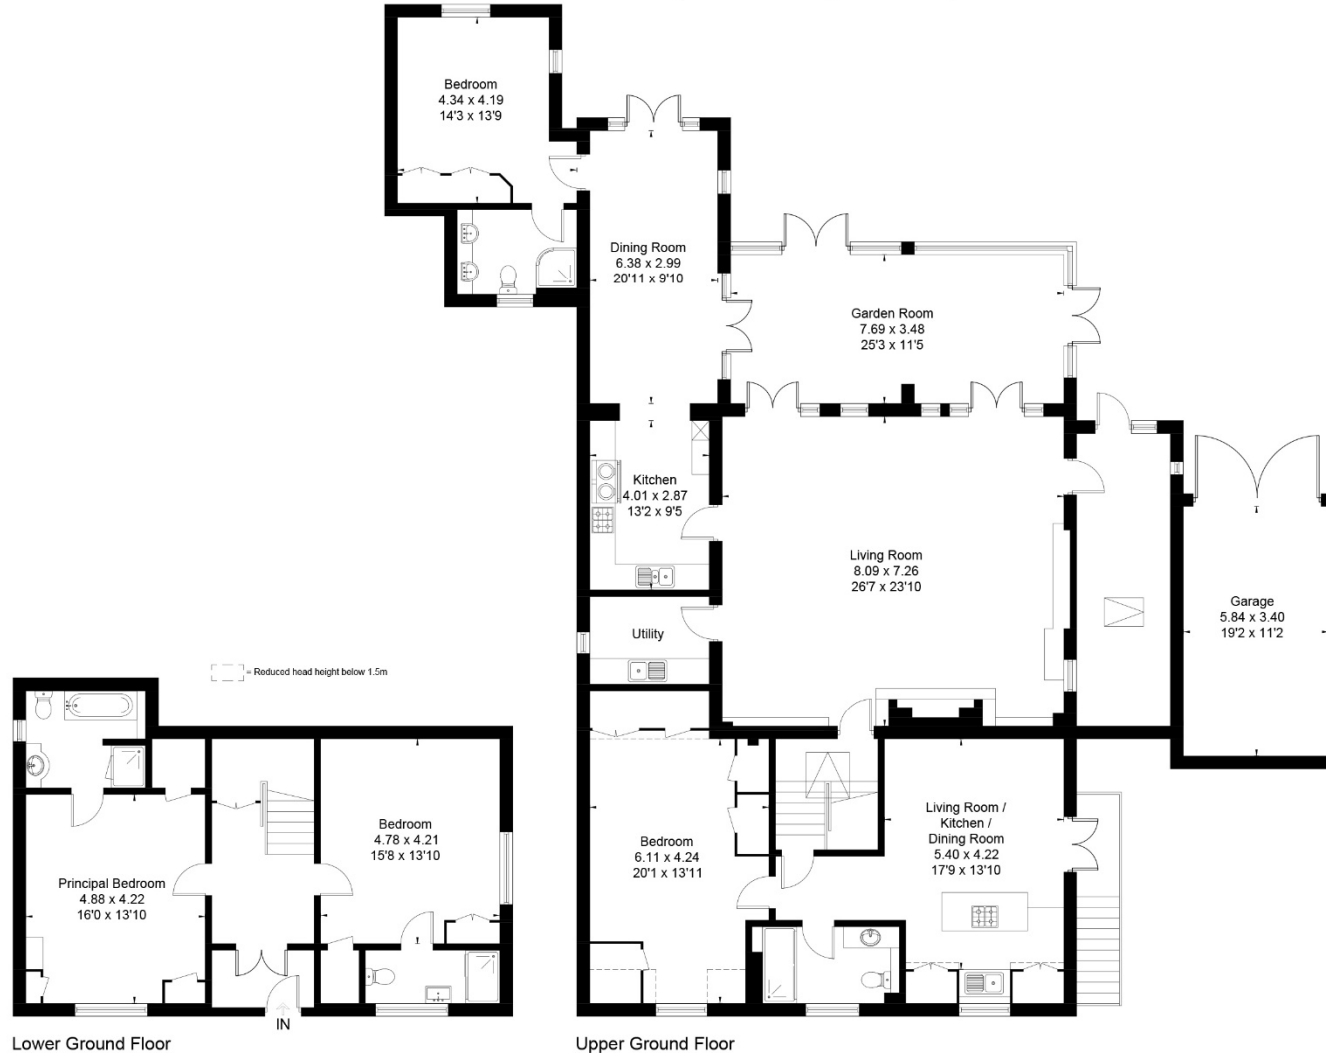 Bedroom
4.34 x 4.19
14'3 x 13'9
Dining Room
6.38 x 2.99
20'11 x 9'10
Garden Room
7.69 x 3.48
25'3 x 11'5
Kitchen
4.01 x 2.87
13'2 x 9'5
Living Room
8.09 x 7.26
26'7 x 23'10
Garage
5.84 x 3.40
19'2 x 11'2
Utility
= Reduced head height below 1.5m
Bedroom
4.78 x 4.21
15'8 x 13'10
Principal Bedroom
4.88 x 4.22
16'0 x 13'10
Bedroom
6.11 x 4.24
20'1 x 13'11
Living Room /
Kitchen /
Dining Room
5.40 x 4.22
17'9 x 13'10
IN
Lower Ground Floor
Upper Ground Floor